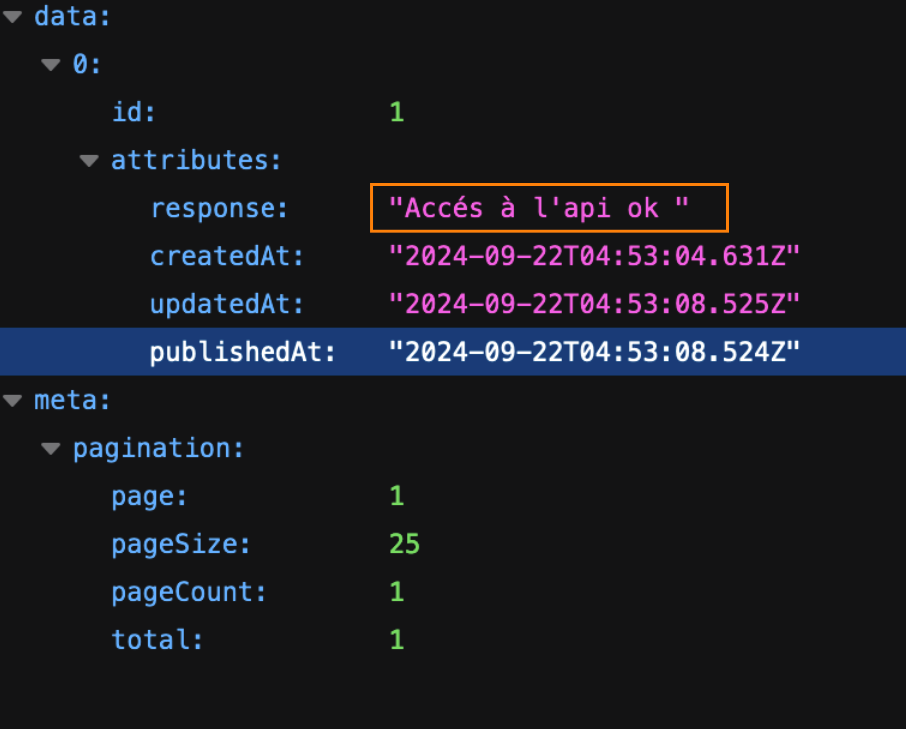 data:
0:
id: 1
attributes:
response: "Accés à l'api ok "
createdAt: "2024-09-22T04:53:04.631Z"
updatedAt: "2024-09-22T04:53:08.525Z"
publishedAt: "2024-09-22T04:53:08.524Z"
meta:
pagination:
page: 1
pageSize: 25
pageCount: 1
total: 1